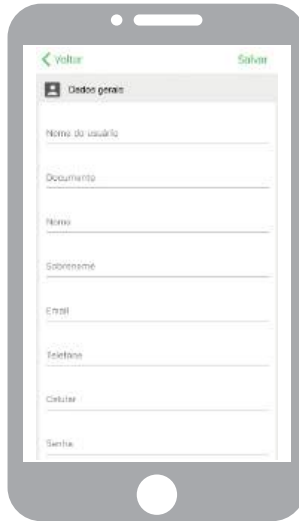 Voltar
Salvar
Dados gerais
Nome do usuário
Documento
Nome
Sobrenome
Email
Telefone
Celular
Senha